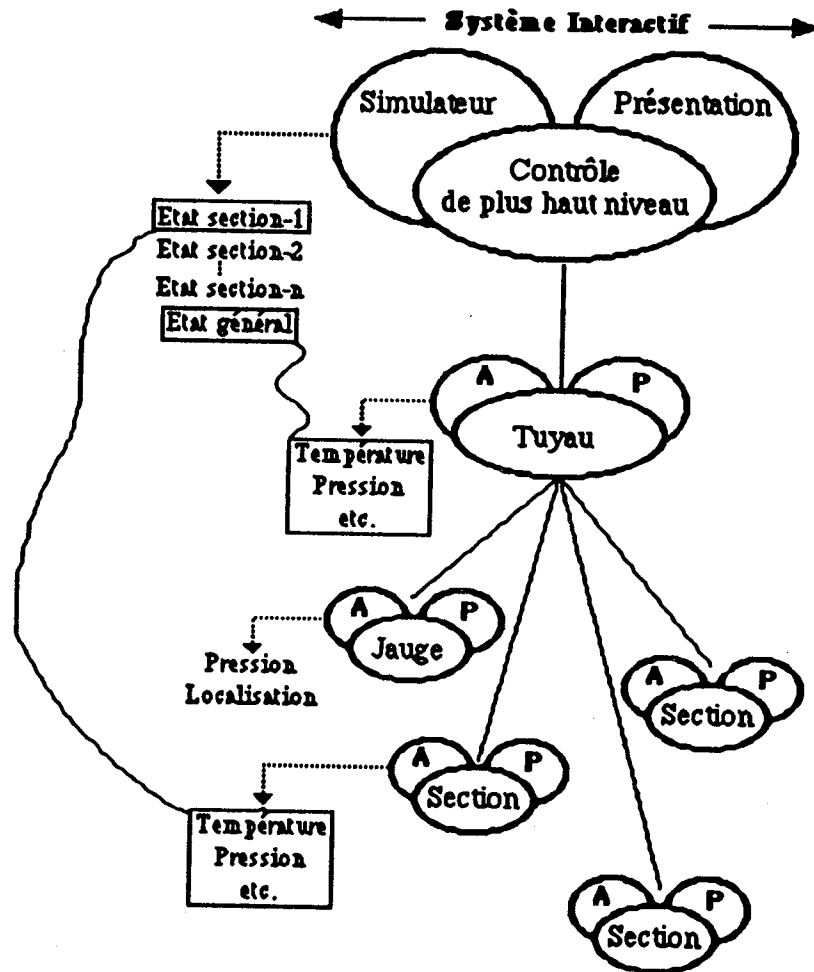 Système Interactif
Simulateur
Présentation
Contrôle
de plus haut niveau
Etat section-1
Etat section-2
Etat section-n
Etat général
A
P
Tuyau
Température
Pression
etc.
A
P
Jauge
Pression
Localisation
A
P
Section
A
P
Section
Température
Pression
etc.
A
P
Section